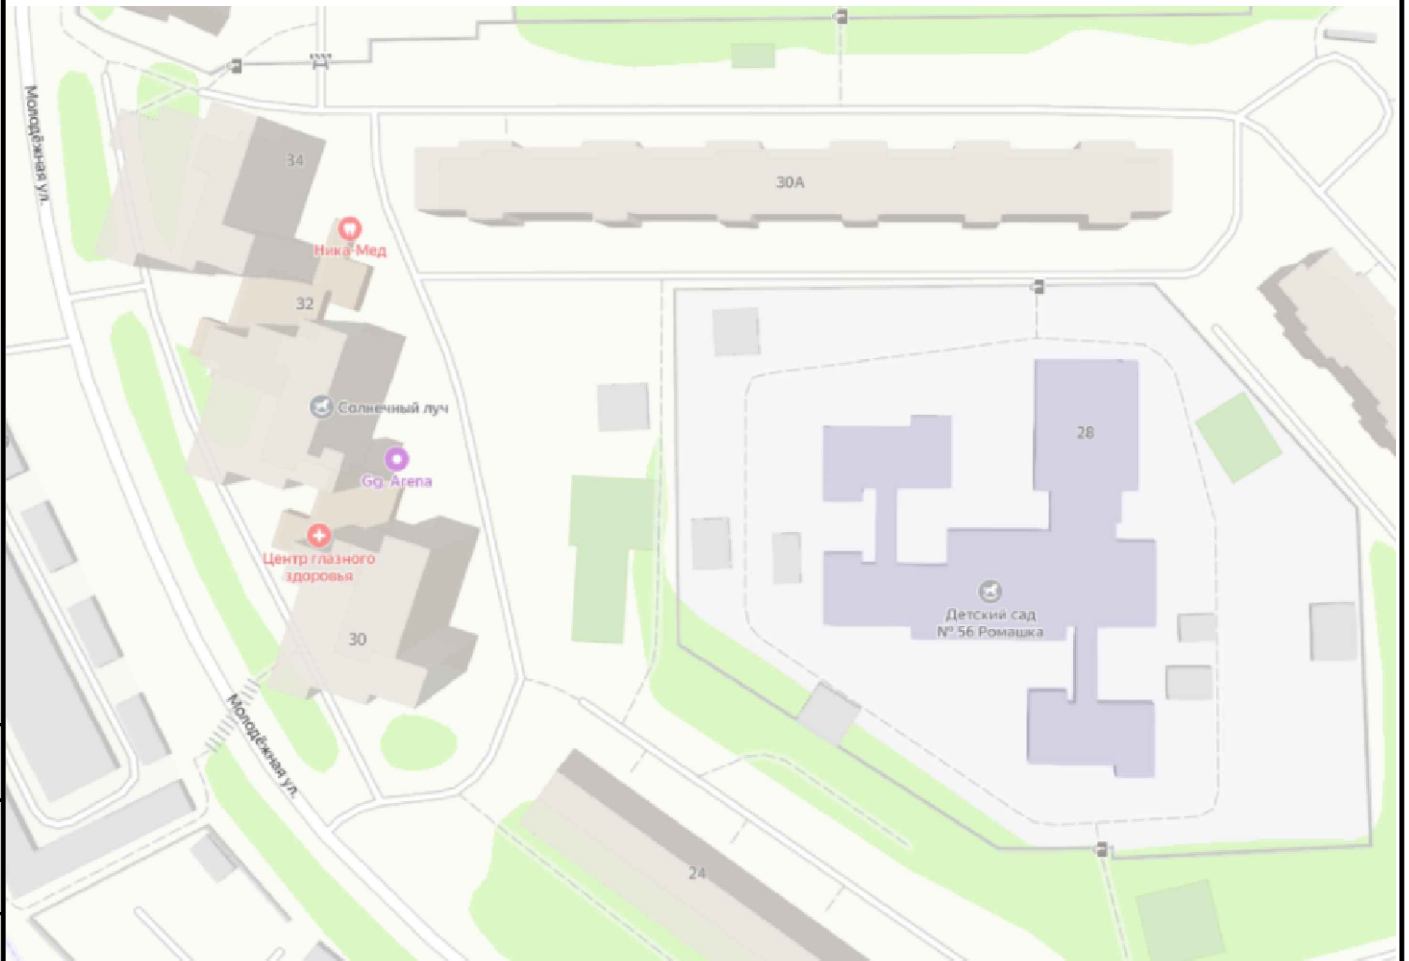 Молодёжная ул.
34
30А
Ника-Мед
32
Солнечный луч
28
Gg. Arena
Центр глазного
здоровья
Детский сад
№ 56 Ромашка
30
Молодёжная ул.
24